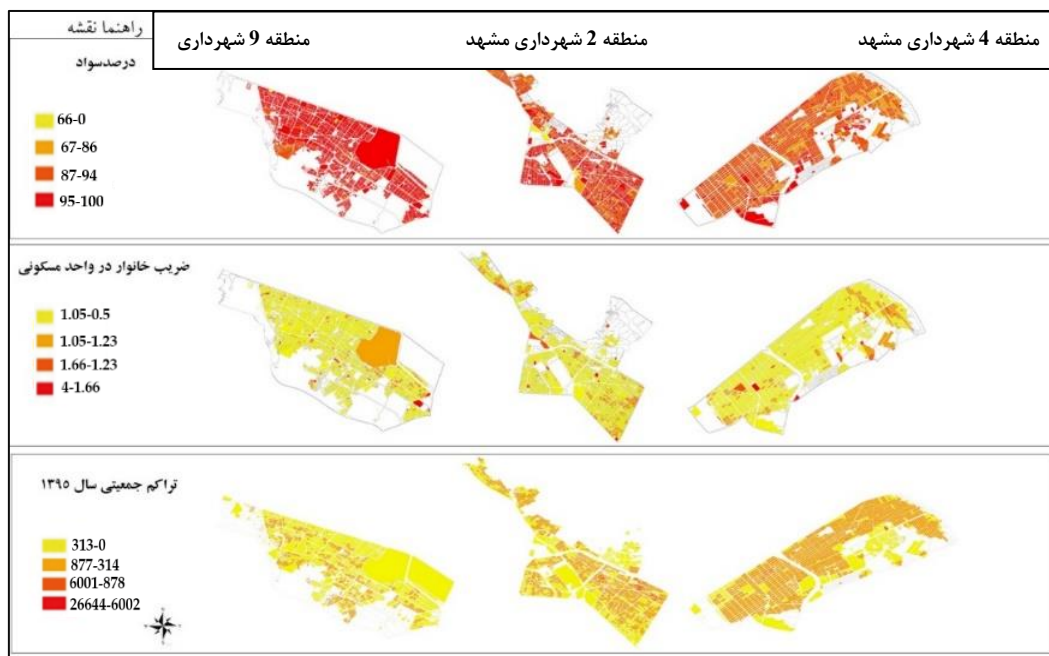 راهنما نقشه
منطقه 4 شهرداری مشهد
منطقه 2 شهرداری مشهد
منطقه 9 شهرداری
درصدسواد
66-0
67-86
87-94
95-100
ضریب خانوار در واحد مسکونی
1.05-0.5
1.05-1.23
1.66-1.23
4-1.66
تراکم جمعیتی سال ۱۳۹۵
313-0
877-314
6001-878
26644-6002